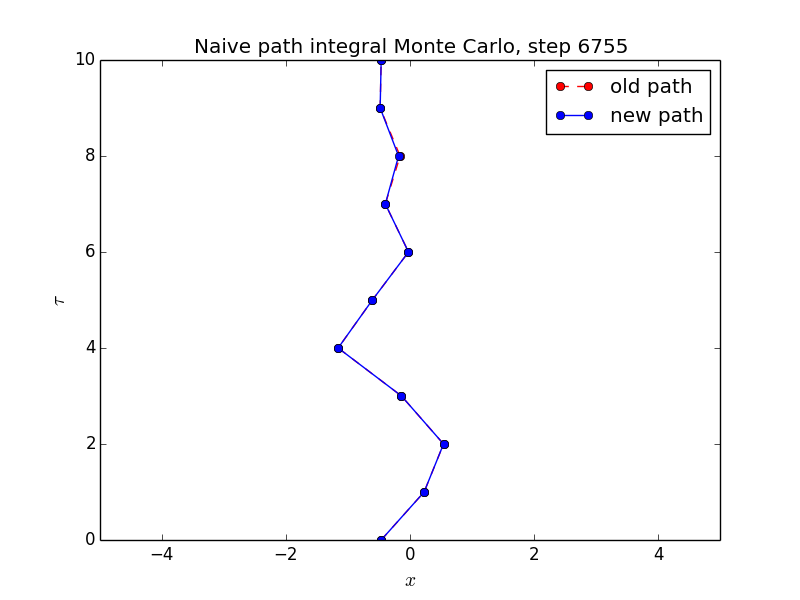 Naive path integral Monte Carlo, step 6755
old path
new path
10
8
6
4
2
0
τ
−4 −2 0 2 4
x